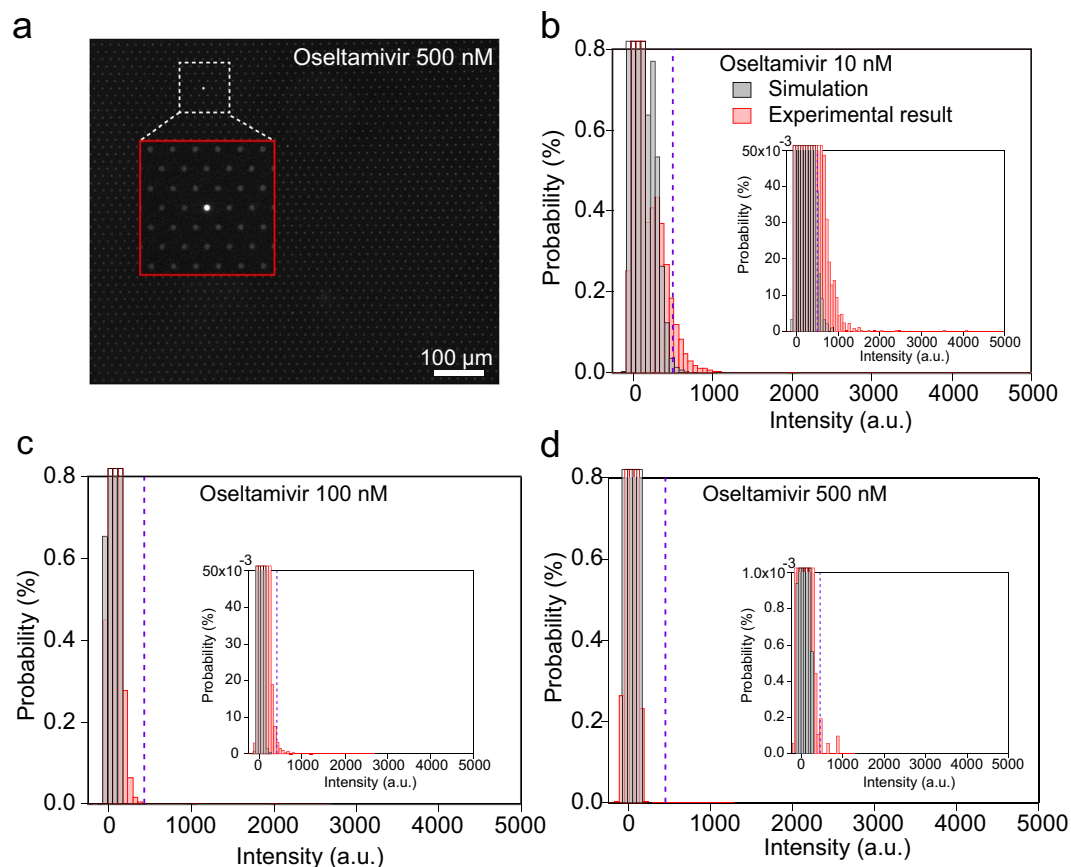 a
Oseltamivir 500 nM
100 µm
b
Oseltamivir 10 nM
Simulation
Experimental result
Probability (%)
0.8
0.6
0.4
0.2
0.0
0
1000
2000
3000
4000
5000
Intensity (a.u.)
50x10
-3
40
30
20
10
0
Probability (%)
0
1000
2000
3000
4000
5000
Intensity (a.u.)
c
Oseltamivir 100 nM
Probability (%)
0.8
0.6
0.4
0.2
0.0
0
1000
2000
3000
4000
5000
Intensity (a.u.)
50x10
-3
40
30
20
10
0
Probability (%)
0
1000
2000
3000
4000
5000
Intensity (a.u.)
d
Oseltamivir 500 nM
Probability (%)
0.8
0.6
0.4
0.2
0.0
0
1000
2000
3000
4000
5000
Intensity (a.u.)
1.0x10
-3
0.8
0.6
0.4
0.2
0.0
Probability (%)
0
1000
2000
3000
4000
5000
Intensity (a.u.)